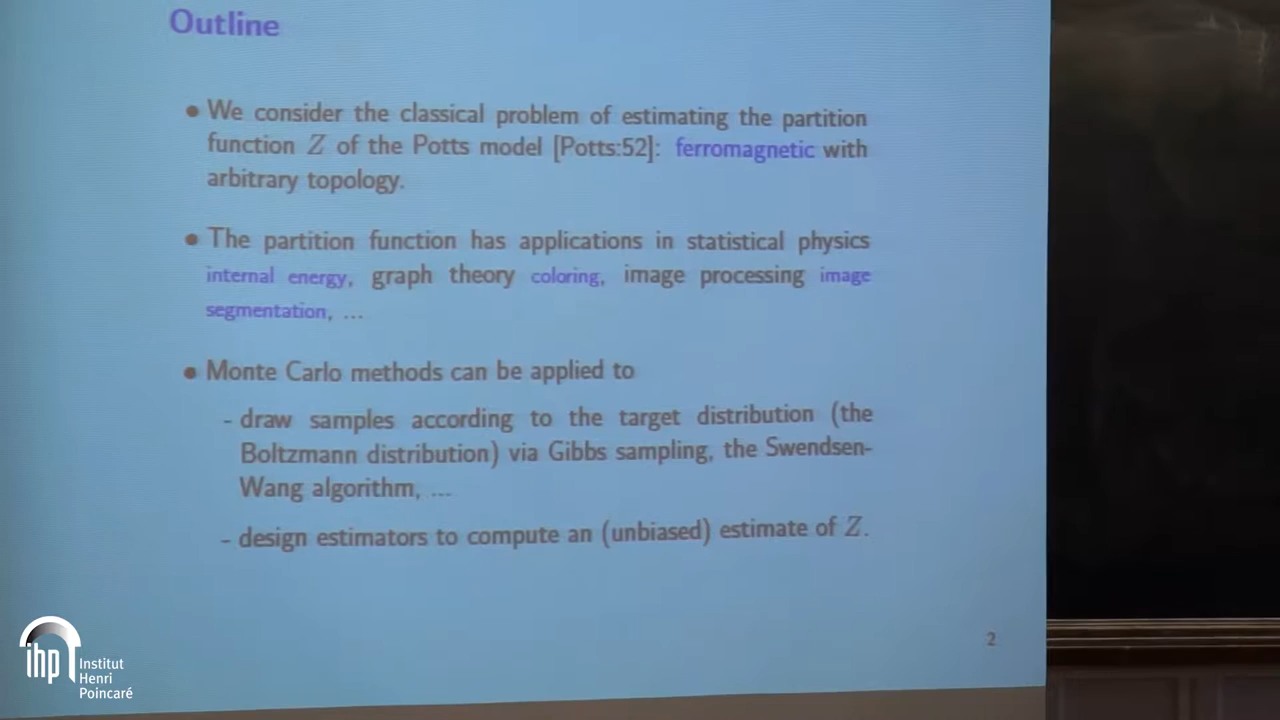 Outline
• We consider the classical problem of estimating the partition
function Z of the Potts model [Potts:52]: ferromagnetic with
arbitrary topology.
• The partition function has applications in statistical physics
internal energy, graph theory coloring, image processing image
segmentation, ...
• Monte Carlo methods can be applied to
- draw samples according to the target distribution (the
Boltzmann distribution) via Gibbs sampling, the Swendsen-
Wang algorithm, ...
- design estimators to compute an (unbiased) estimate of Z.
2
ihp Institut
Henri
Poincaré